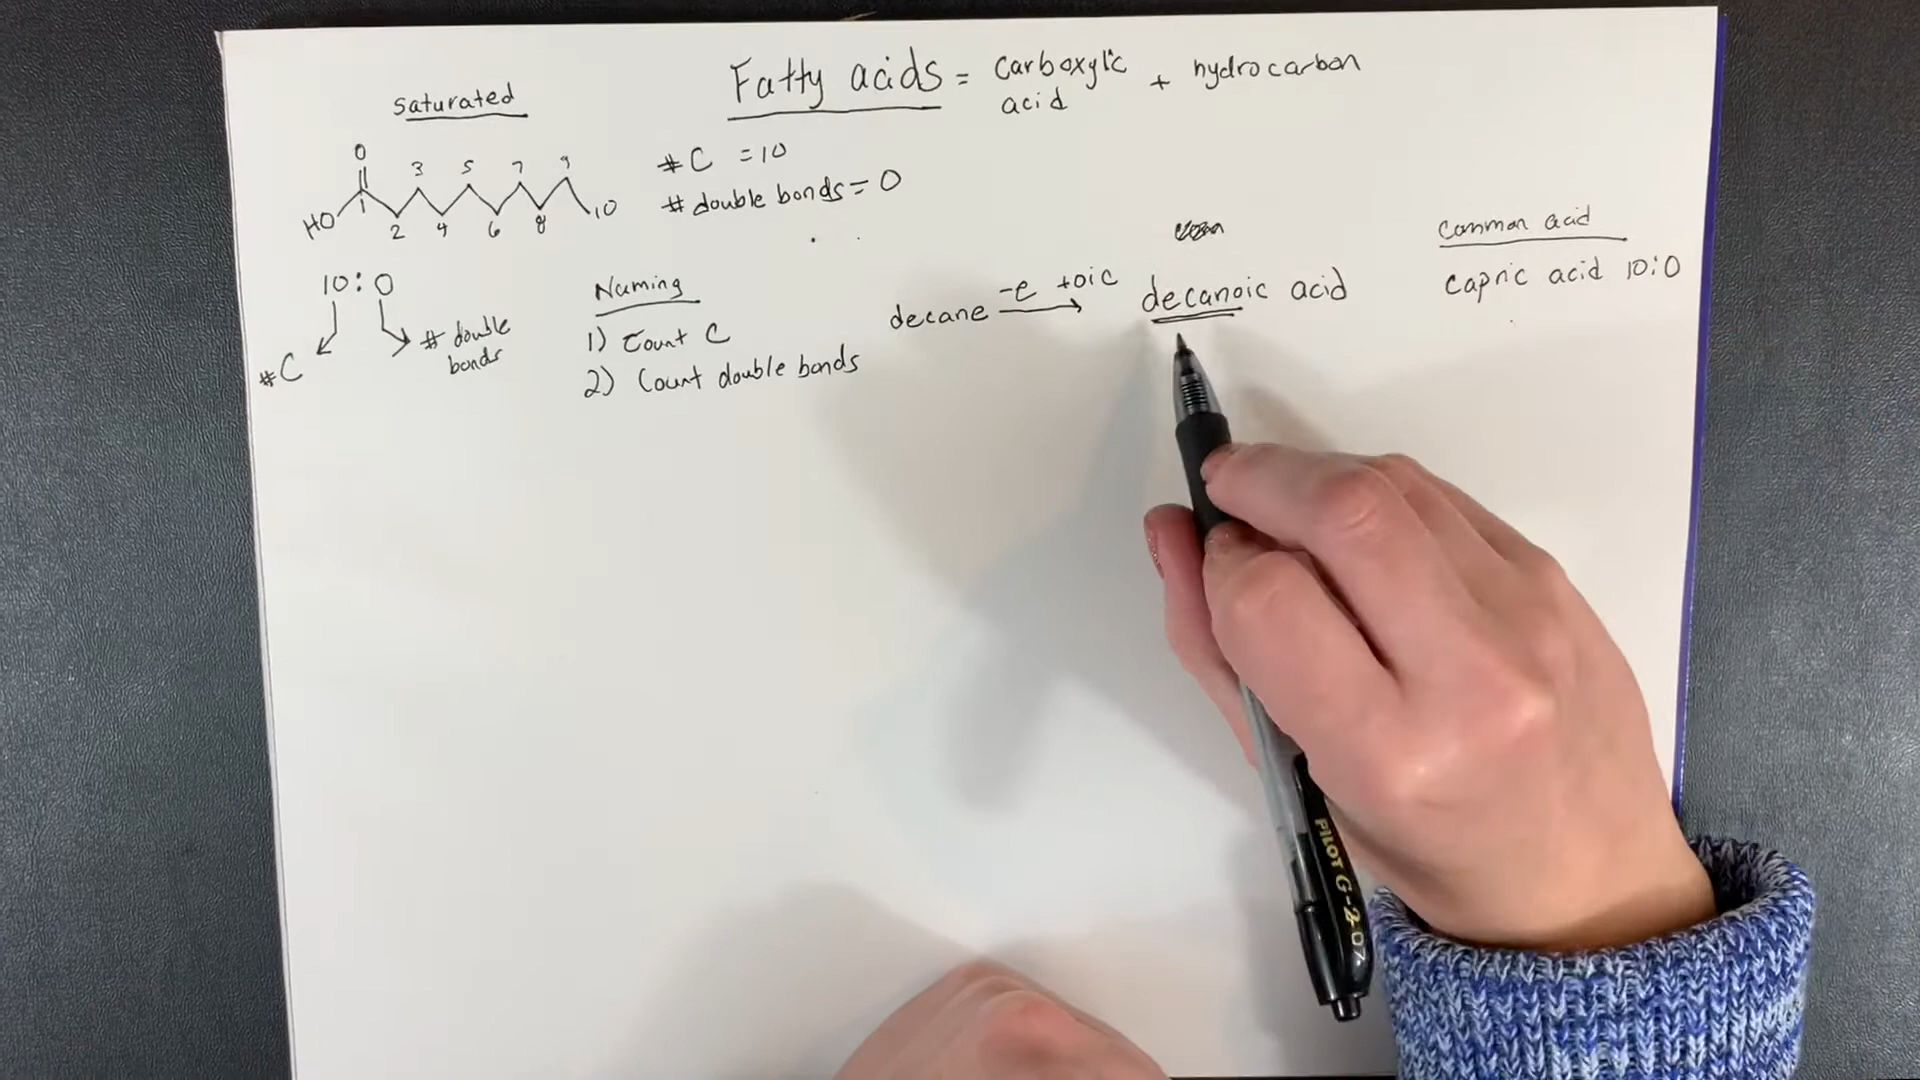 Fatty acids = carboxylic acid + hydrocarbon
saturated
O
HO
1 2 3 4 5 6 7 8 9 10
#C = 10
# double bonds = 0
10:0
#C
# double
bonds
Naming
1) Count C
2) Count double bonds
decane -e +oic decanoic acid
Common acid
capric acid 10:0
PILOT G-2 07